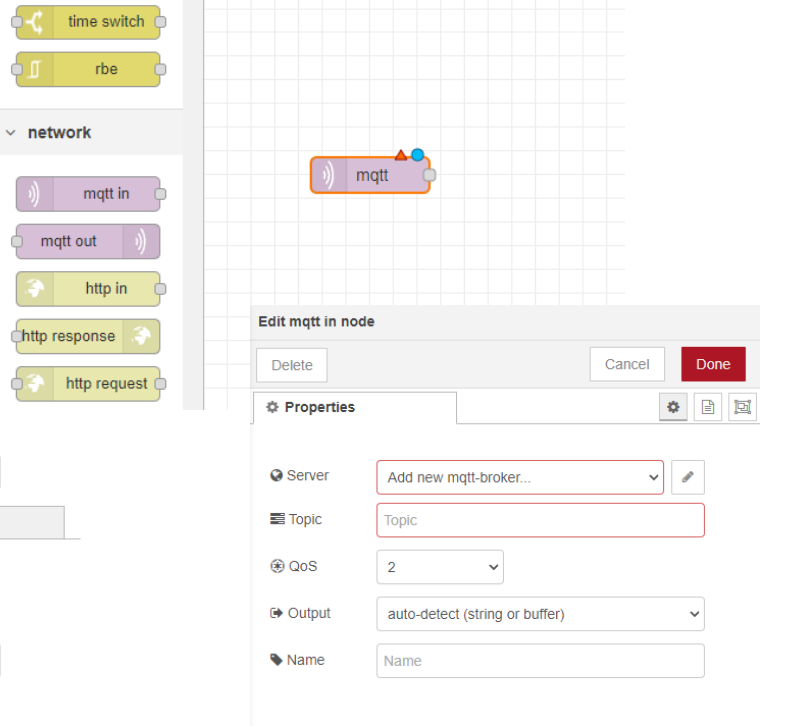 time switch
rbe
network
mqtt in
mqtt out
http in
http response
http request
mqtt
Edit mqtt in node
Delete
Cancel
Done
Properties
Server
Add new mqtt-broker...
Topic
Topic
QoS
2
Output
auto-detect (string or buffer)
Name
Name